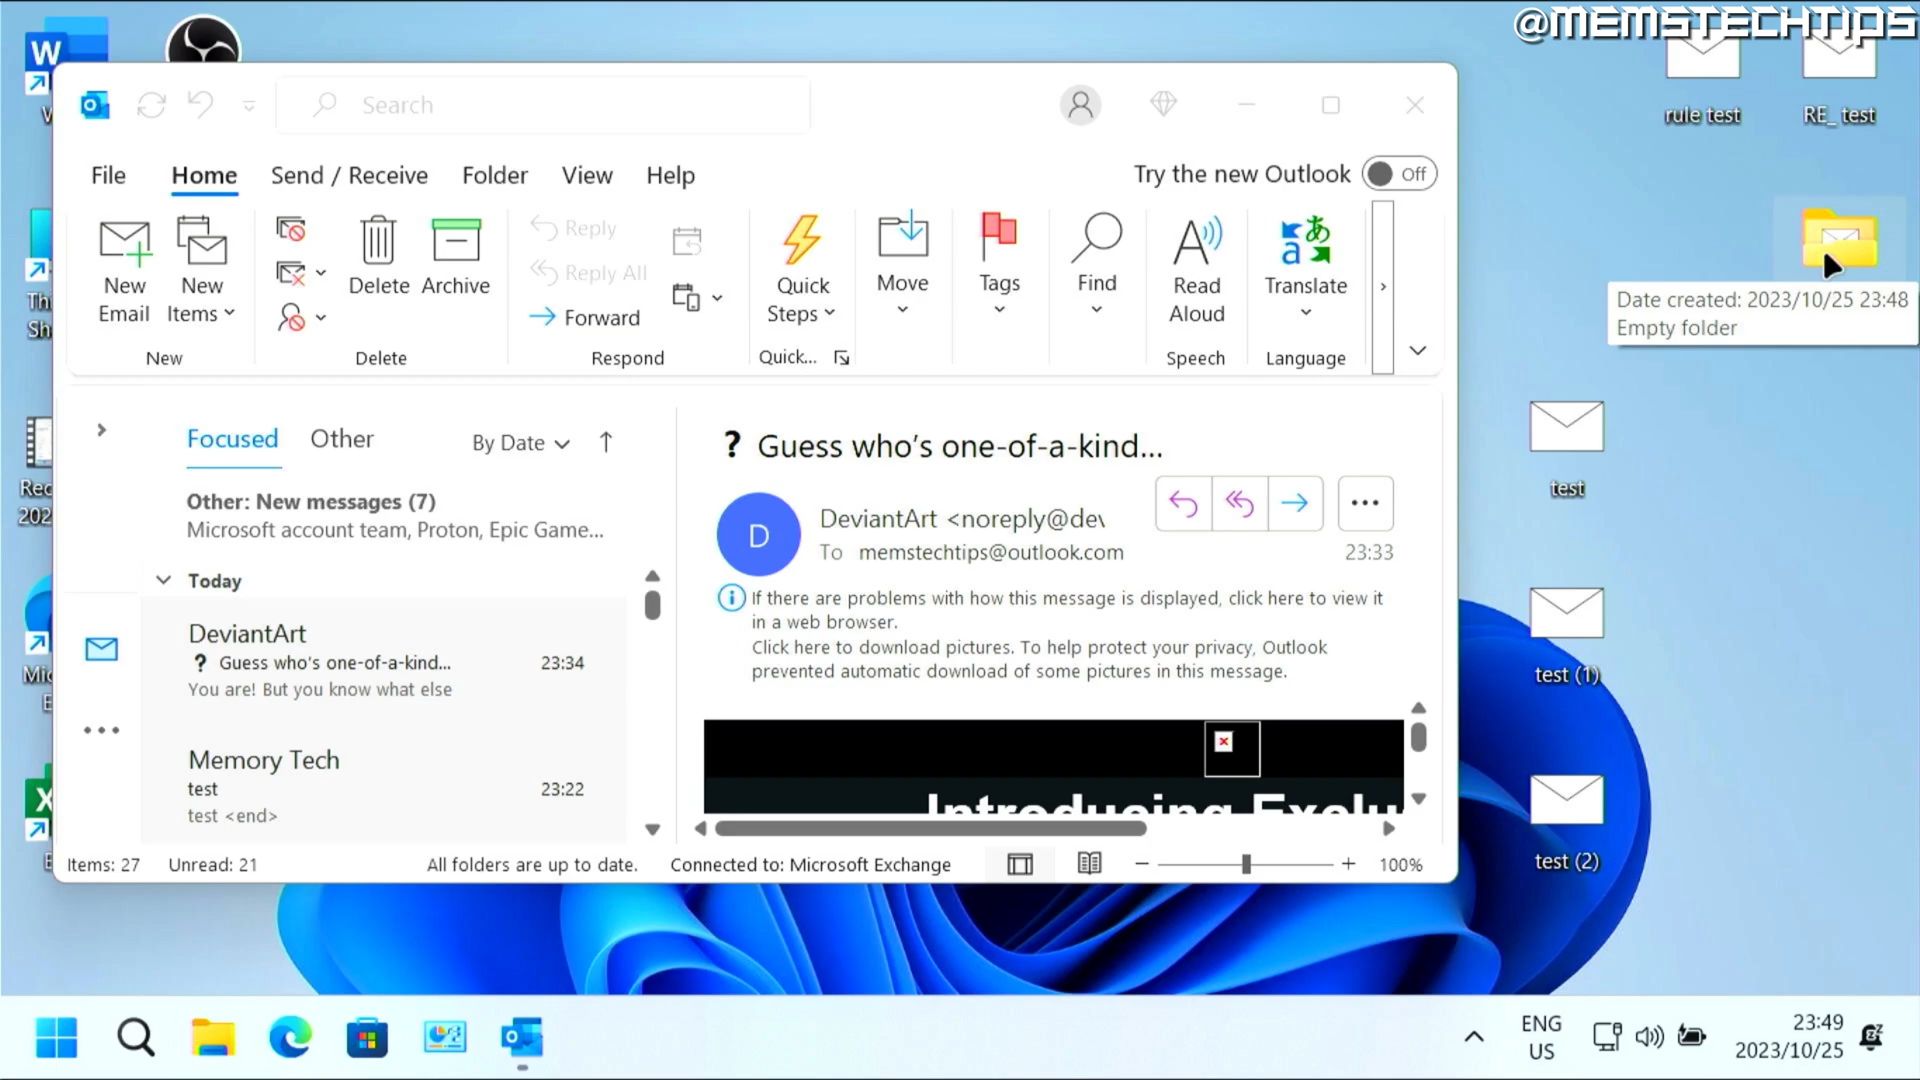 @MEMSTECHTIPS
W
rule test
RE_ test
Search
File
Home
Send / Receive
Folder
View
Help
Try the new Outlook
Off
New Email
New Items
New
Delete
Archive
Delete
Reply
Reply All
Forward
Respond
Quick Steps
Quick...
Move
Tags
Find
Read Aloud
Speech
Translate
Language
Date created: 2023/10/25 23:48
Empty folder
Focused
Other
By Date
Other: New messages (7)
Microsoft account team, Proton, Epic Game...
Today
DeviantArt
? Guess who's one-of-a-kind...
23:34
You are! But you know what else
Memory Tech
test
23:22
test <end>
? Guess who's one-of-a-kind...
D
DeviantArt <noreply@dev
To memstechtips@outlook.com
23:33
If there are problems with how this message is displayed, click here to view it
in a web browser.
Click here to download pictures. To help protect your privacy, Outlook
prevented automatic download of some pictures in this message.
Introducing Exclu
test
test (1)
test (2)
Items: 27
Unread: 21
All folders are up to date.
Connected to: Microsoft Exchange
100%
ENG
US
23:49
2023/10/25